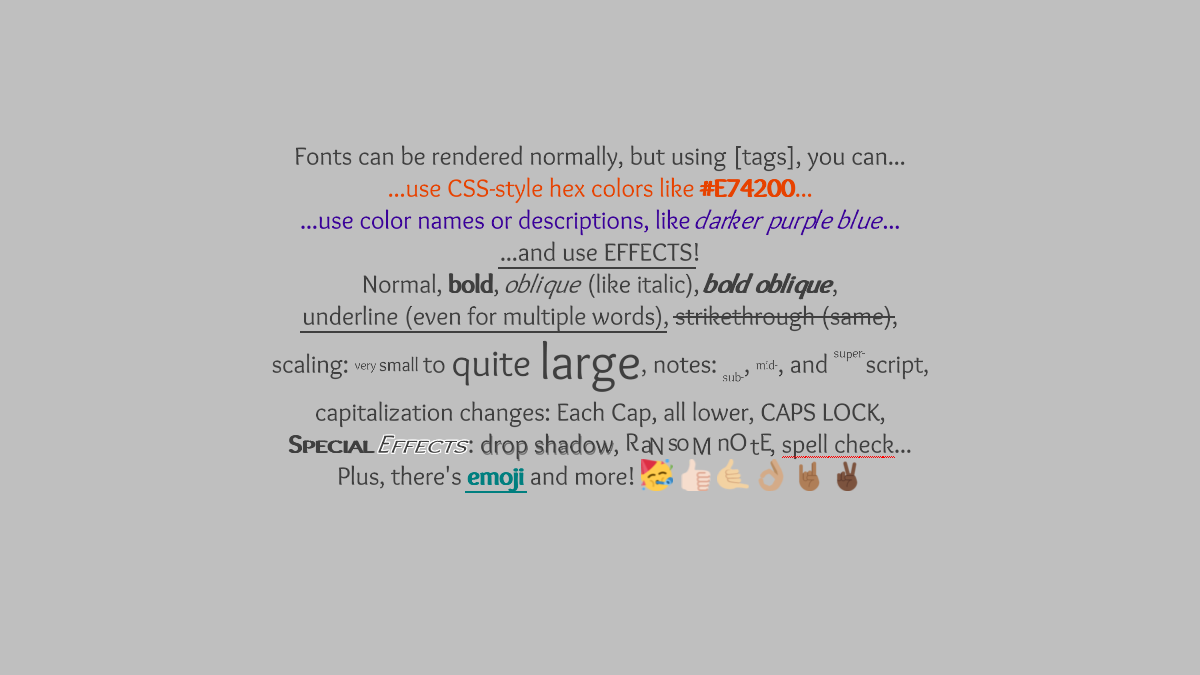 Fonts can be rendered normally, but using [tags], you can...
...use CSS-style hex colors like #E74200...
...use color names or descriptions, like darker purple blue...
...and use EFFECTS!
Normal, bold, oblique (like italic), bold oblique,
underline (even for multiple words), strikethrough (same),
scaling: very small to quite large, notes: sub-, mid-, and super-script,
capitalization changes: Each Cap, all lower, CAPS LOCK,
SPECIAL EFFECTS: drop shadow, RaNsoM nOtE, spell check...
Plus, there's emoji and more! 🥳👍🏻🤙🏼👌🏽🤘🏾✌🏿